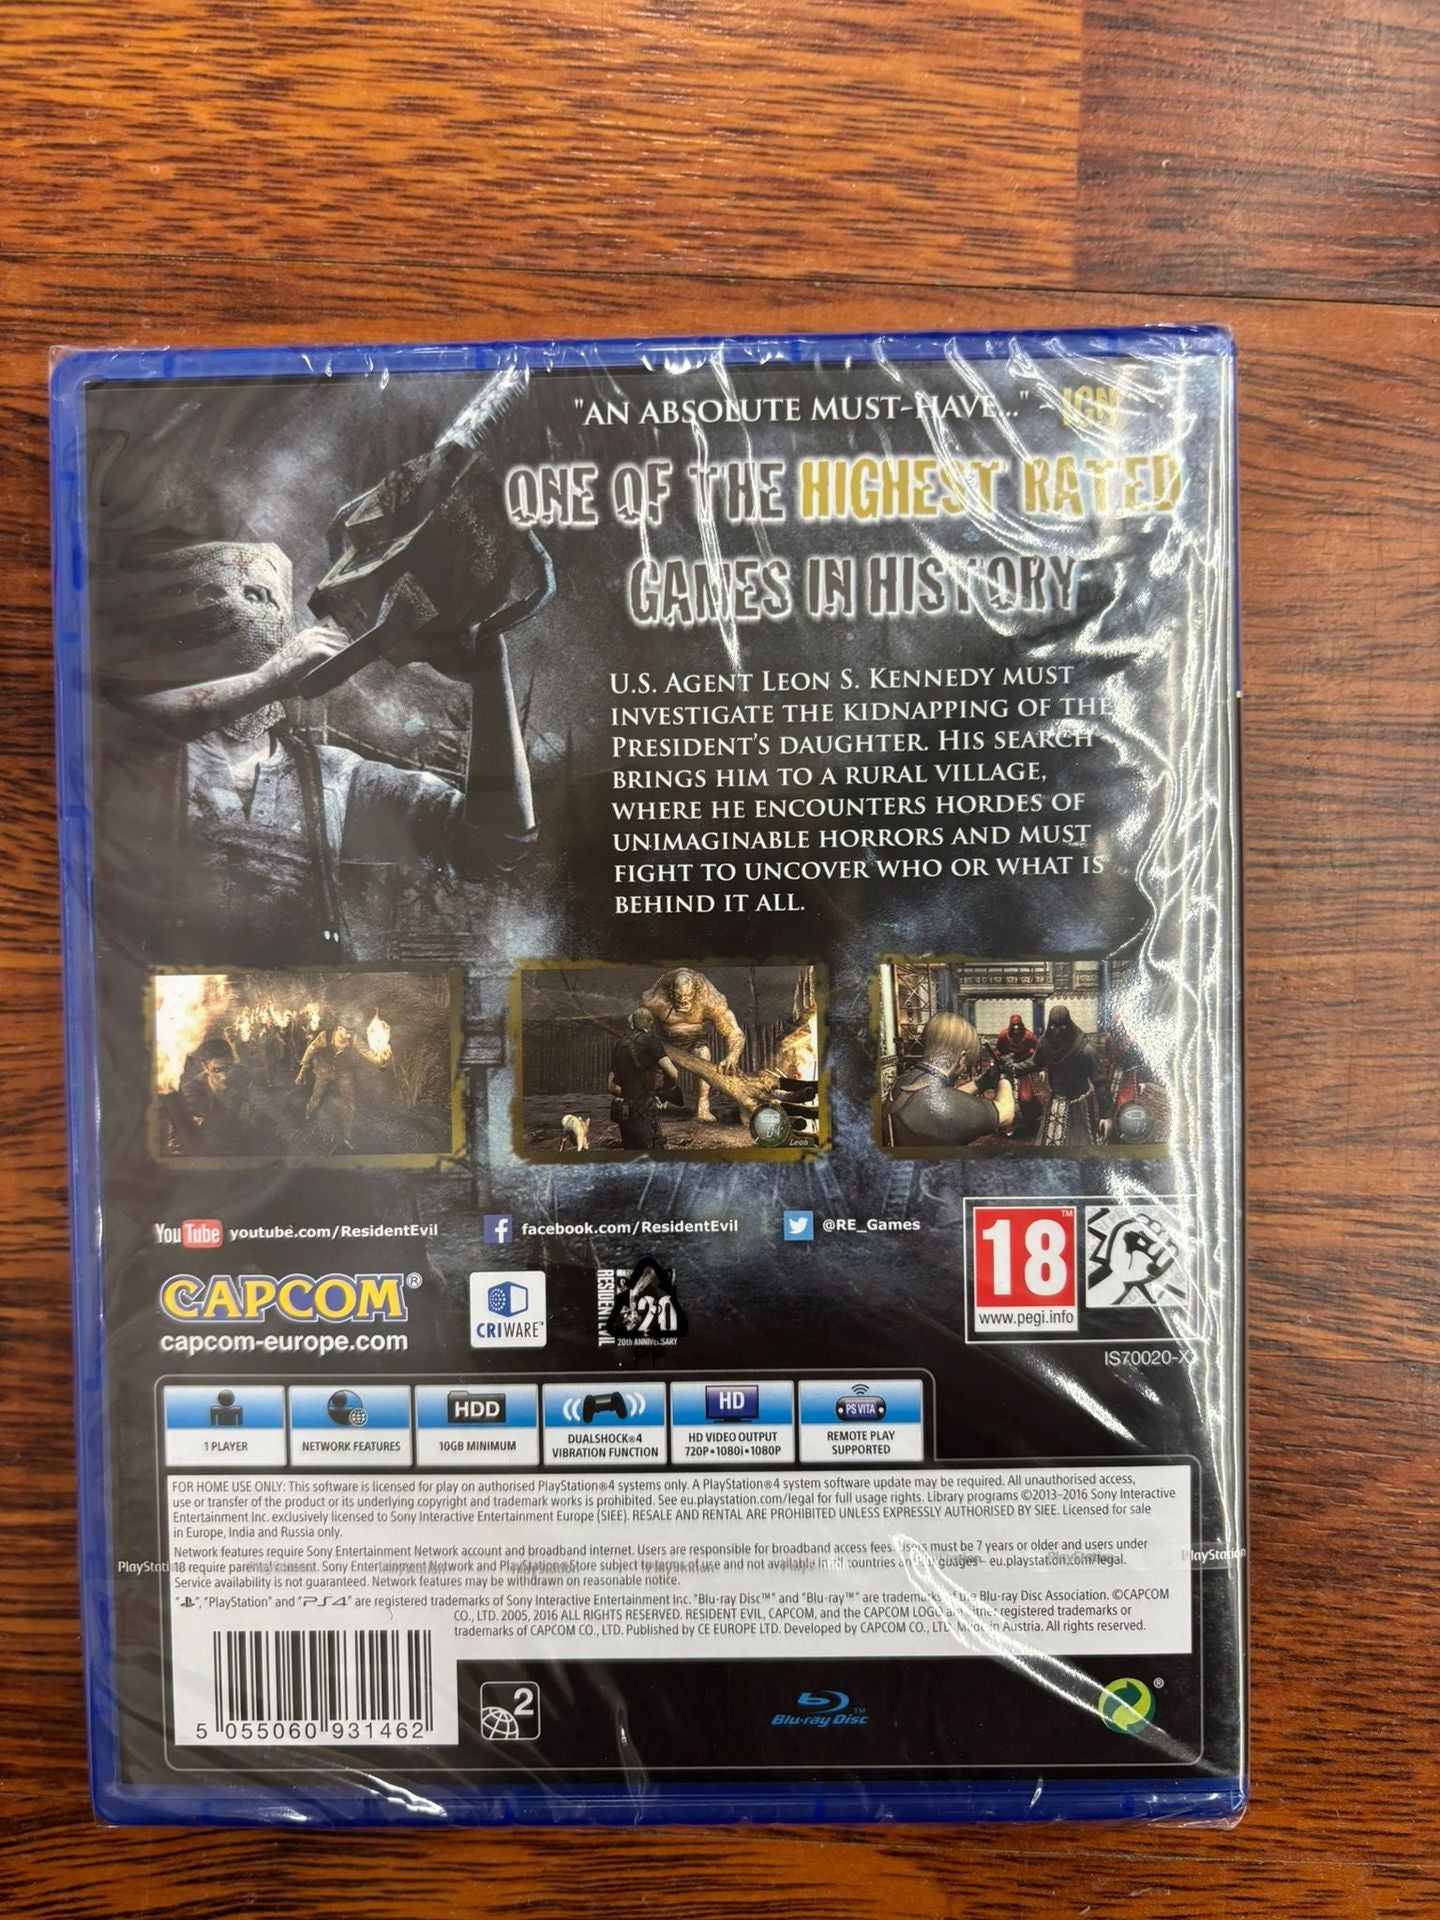 "AN ABSOLUTE MUST-HAVE..." - IGN
ONE OF THE HIGHEST RATED
GAMES IN HISTORY
U.S. AGENT LEON S. KENNEDY MUST
INVESTIGATE THE KIDNAPPING OF THE
PRESIDENT'S DAUGHTER. HIS SEARCH
BRINGS HIM TO A RURAL VILLAGE,
WHERE HE ENCOUNTERS HORDES OF
UNIMAGINABLE HORRORS AND MUST
FIGHT TO UNCOVER WHO OR WHAT IS
BEHIND IT ALL.
Leon
YouTube youtube.com/ResidentEvil
f facebook.com/ResidentEvil
@RE_Games
18™
www.pegi.info
CAPCOM®
capcom-europe.com
CRIWARE™
RESIDENT EVIL
20
20th ANNIVERSARY
1 PLAYER
NETWORK FEATURES
HDD
10GB MINIMUM
DUALSHOCK®4
VIBRATION FUNCTION
HD
HD VIDEO OUTPUT
720P•1080i•1080P
PS VITA
REMOTE PLAY
SUPPORTED
FOR HOME USE ONLY: This software is licensed for play on authorised PlayStation®4 systems only. A PlayStation®4 system software update may be required. All unauthorised access,
use or transfer of the product or its underlying copyright and trademark works is prohibited. See eu.playstation.com/legal for full usage rights. Library programs ©2013-2016 Sony Interactive
Entertainment Inc. exclusively licensed to Sony Interactive Entertainment Europe (SIEE). RESALE AND RENTAL ARE PROHIBITED UNLESS EXPRESSLY AUTHORISED BY SIEE. Licensed for sale
in Europe, India and Russia only.
Network features require Sony Entertainment Network account and broadband internet. Users are responsible for broadband access fees. Users must be 7 years or older and users under
18 require parental consent. Sony Entertainment Network and PlayStation®Store subject to terms of use and not available in all countries and languages – eu.playstation.com/legal.
Service availability is not guaranteed. Network features may be withdrawn on reasonable notice.
"PS", "PlayStation" and "PS4" are registered trademarks of Sony Interactive Entertainment Inc. "Blu-ray Disc™" and "Blu-ray™" are trademarks of the Blu-ray Disc Association. ©CAPCOM
CO., LTD. 2005, 2016 ALL RIGHTS RESERVED. RESIDENT EVIL, CAPCOM, and the CAPCOM LOGO are either registered trademarks or
trademarks of CAPCOM CO., LTD. Published by CE EUROPE LTD. Developed by CAPCOM CO., LTD. Made in Austria. All rights reserved.
5 055060 931462
2
Blu-ray Disc™
®